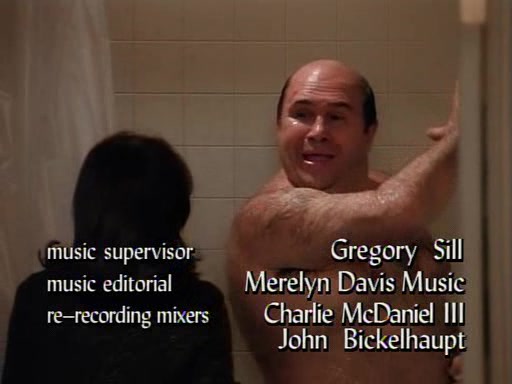 music supervisor Gregory Sill
music editorial Merelyn Davis Music
re-recording mixers Charlie McDaniel III
John Bickelhaupt